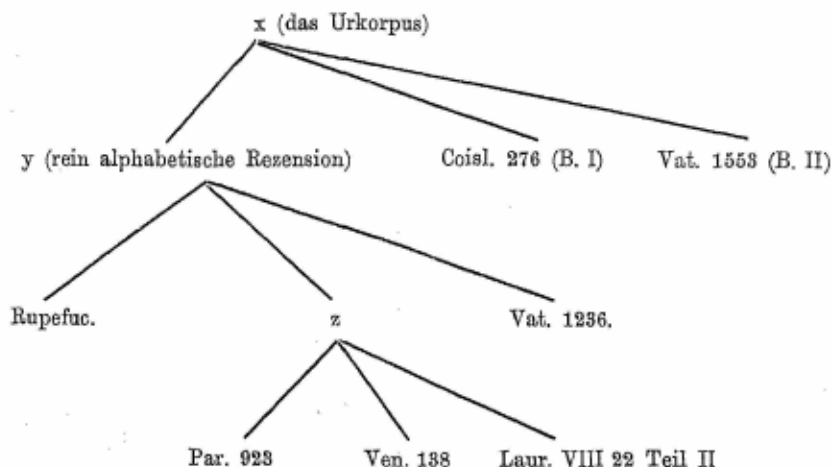 x (das Urkorpus)
y (rein alphabetische Rezension) Coisl. 276 (B. I) Vat. 1553 (B. II)
Rupefuc. z Vat. 1236.
Par. 923 Ven. 138 Laur. VIII 22 Teil II